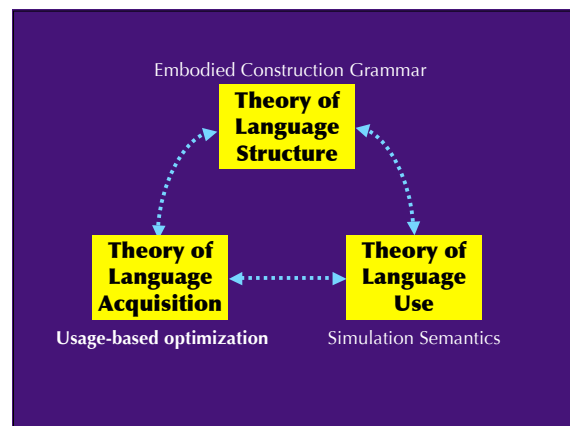 Embodied Construction Grammar
Theory of
Language
Structure
Theory of
Language
Acquisition
Usage-based optimization
Theory of
Language
Use
Simulation Semantics